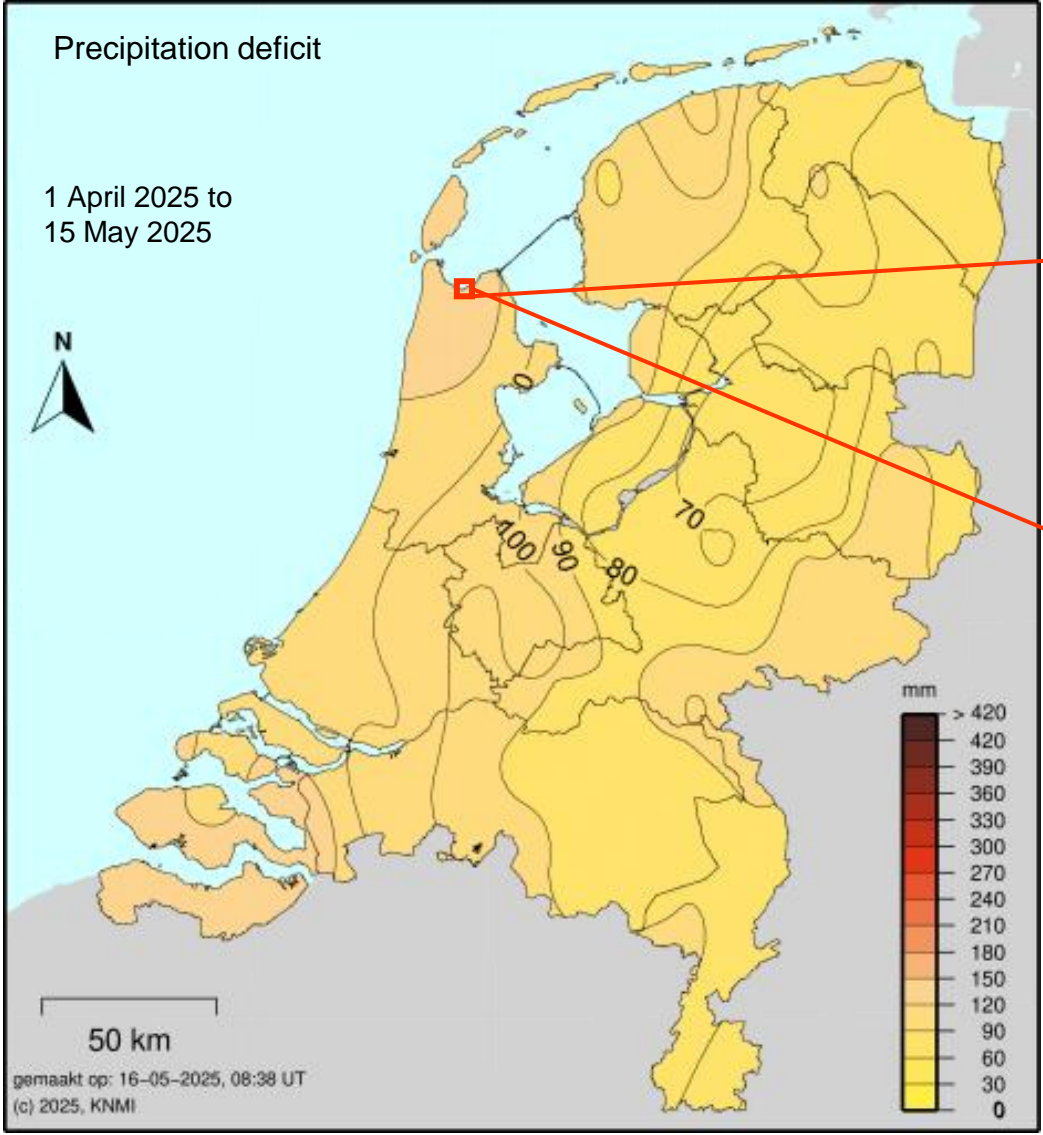 Precipitation deficit
1 April 2025 to
15 May 2025
N
0
70
100
90
80
mm
> 420
420
390
360
330
300
270
240
210
180
150
120
90
60
30
0
50 km
gemaakt op: 16-05-2025, 08:38 UT
(c) 2025, KNMI